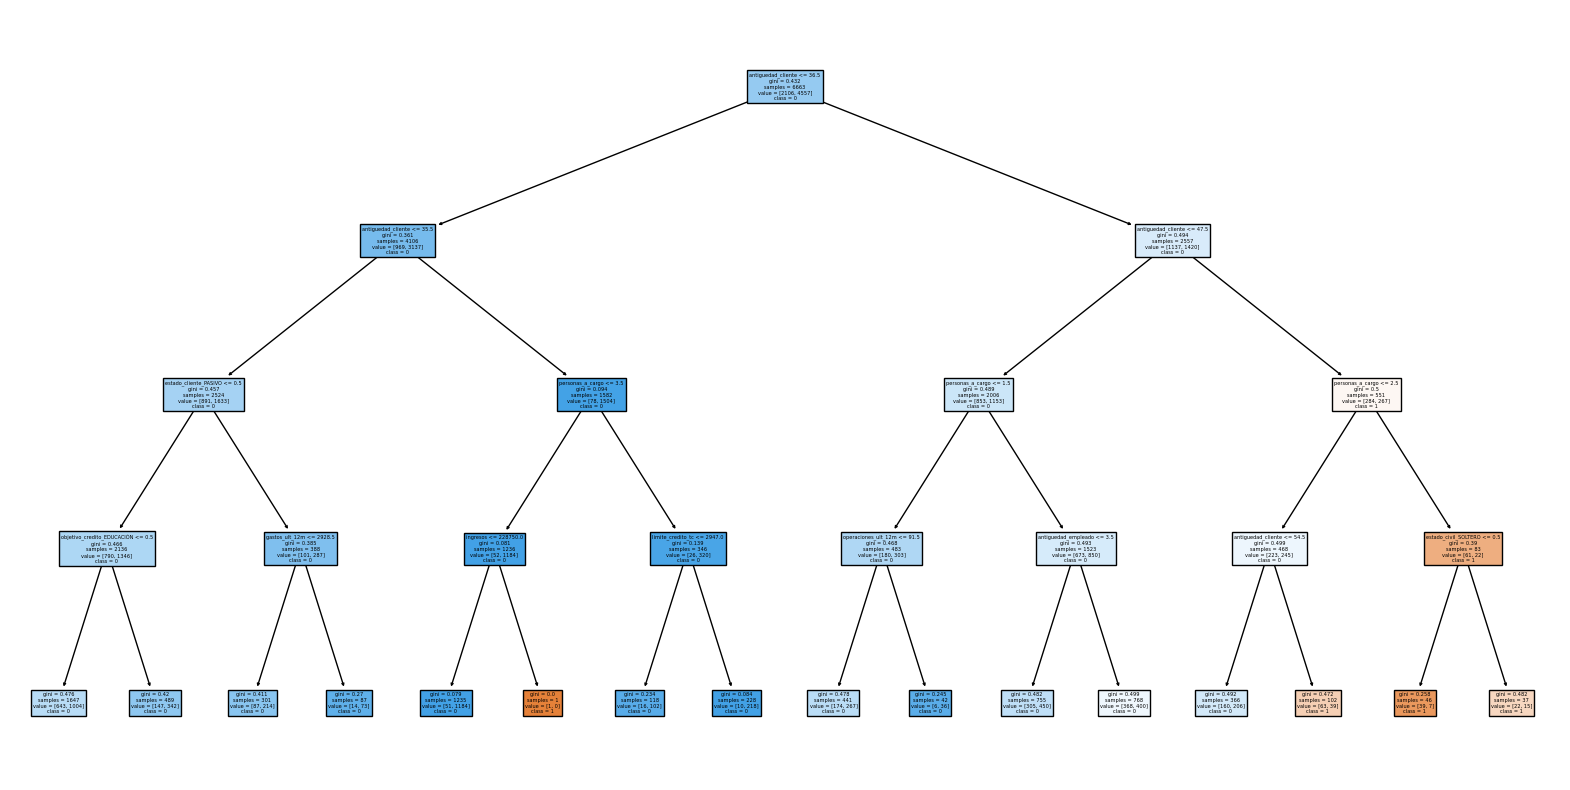 antiguedad_cliente <= 36.5
gini = 0.432
samples = 6663
value = [2106, 4557]
class = 0
antiguedad_cliente <= 35.5
gini = 0.361
samples = 4106
value = [969, 3137]
class = 0
antiguedad_cliente <= 47.5
gini = 0.494
samples = 2557
value = [1137, 1420]
class = 0
estado_cliente_PASIVO <= 0.5
gini = 0.457
samples = 2524
value = [891, 1633]
class = 0
personas_a_cargo <= 3.5
gini = 0.094
samples = 1582
value = [78, 1504]
class = 0
personas_a_cargo <= 1.5
gini = 0.489
samples = 2006
value = [853, 1153]
class = 0
personas_a_cargo <= 2.5
gini = 0.5
samples = 551
value = [284, 267]
class = 1
objetivo_credito_EDUCACIÓN <= 0.5
gini = 0.466
samples = 2136
value = [790, 1346]
class = 0
gastos_ult_12m <= 2928.5
gini = 0.385
samples = 388
value = [101, 287]
class = 0
ingresos <= 228750.0
gini = 0.081
samples = 1236
value = [52, 1184]
class = 0
limite_credito_tc <= 2947.0
gini = 0.139
samples = 346
value = [26, 320]
class = 0
operaciones_ult_12m <= 91.5
gini = 0.468
samples = 483
value = [180, 303]
class = 0
antiguedad_empleado <= 3.5
gini = 0.493
samples = 1523
value = [673, 850]
class = 0
antiguedad_cliente <= 54.5
gini = 0.499
samples = 468
value = [223, 245]
class = 0
estado_civil_SOLTERO <= 0.5
gini = 0.39
samples = 83
value = [61, 22]
class = 1
gini = 0.476
samples = 1647
value = [643, 1004]
class = 0
gini = 0.42
samples = 489
value = [147, 342]
class = 0
gini = 0.411
samples = 301
value = [87, 214]
class = 0
gini = 0.27
samples = 87
value = [14, 73]
class = 0
gini = 0.079
samples = 1235
value = [51, 1184]
class = 0
gini = 0.0
samples = 1
value = [1, 0]
class = 1
gini = 0.234
samples = 118
value = [16, 102]
class = 0
gini = 0.084
samples = 228
value = [10, 218]
class = 0
gini = 0.478
samples = 441
value = [174, 267]
class = 0
gini = 0.245
samples = 42
value = [6, 36]
class = 0
gini = 0.482
samples = 755
value = [305, 450]
class = 0
gini = 0.499
samples = 768
value = [368, 400]
class = 0
gini = 0.492
samples = 366
value = [160, 206]
class = 0
gini = 0.472
samples = 102
value = [63, 39]
class = 1
gini = 0.258
samples = 46
value = [39, 7]
class = 1
gini = 0.482
samples = 37
value = [22, 15]
class = 1